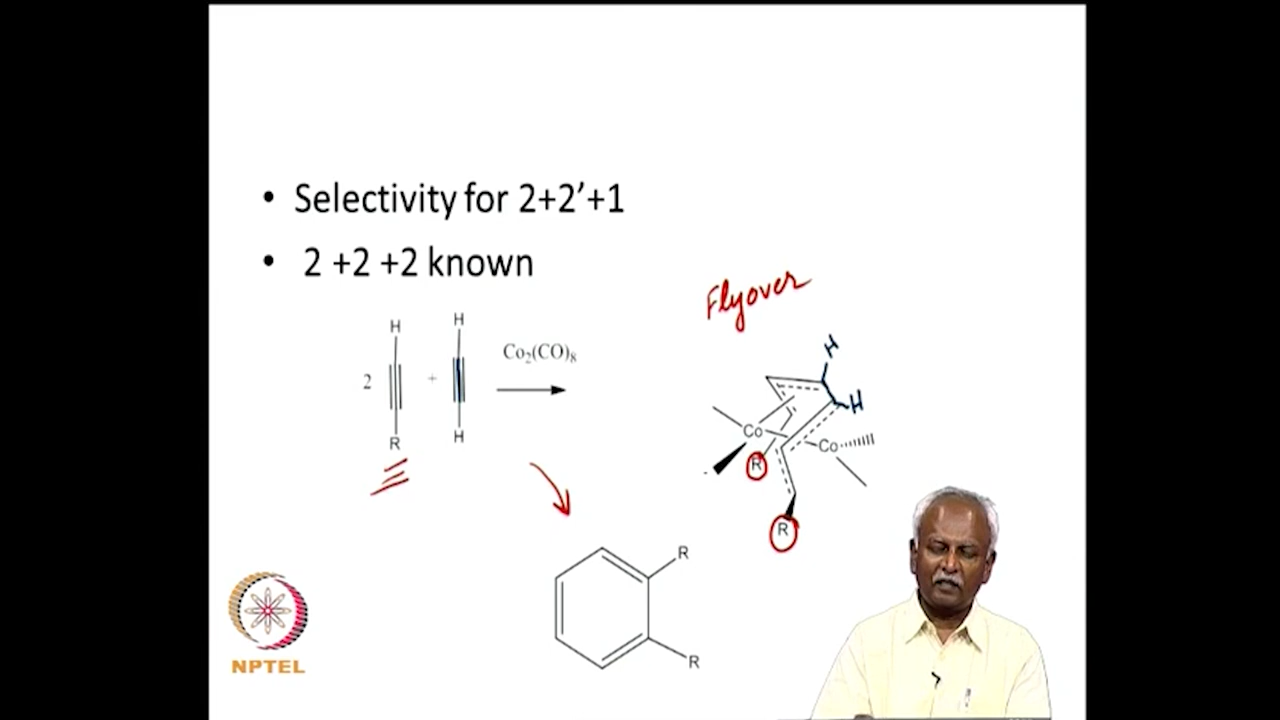 • Selectivity for 2+2’+1
• 2 +2 +2 known
Flyover
H
H
Co₂(CO)₈
2
+
R
H
H
H
Co
Co
R
R
R
R
NPTEL